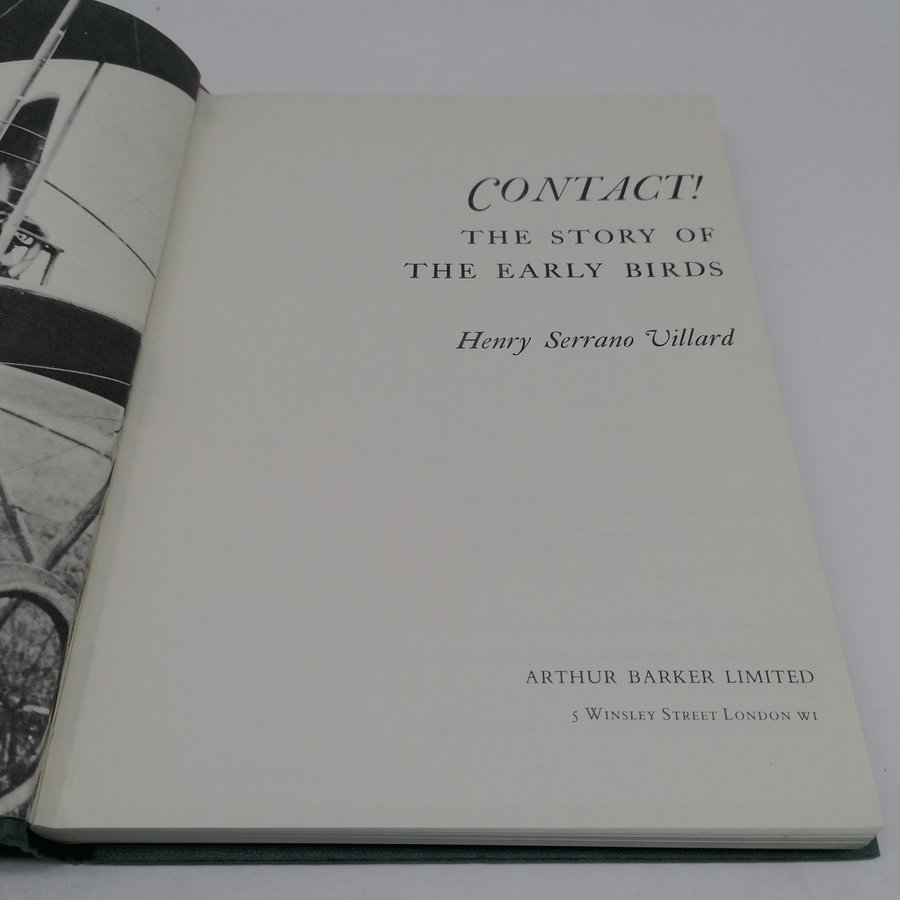 CONTACT!
THE STORY OF
THE EARLY BIRDS
Henry Serrano Villard
ARTHUR BARKER LIMITED
5 WINSLEY STREET LONDON W1